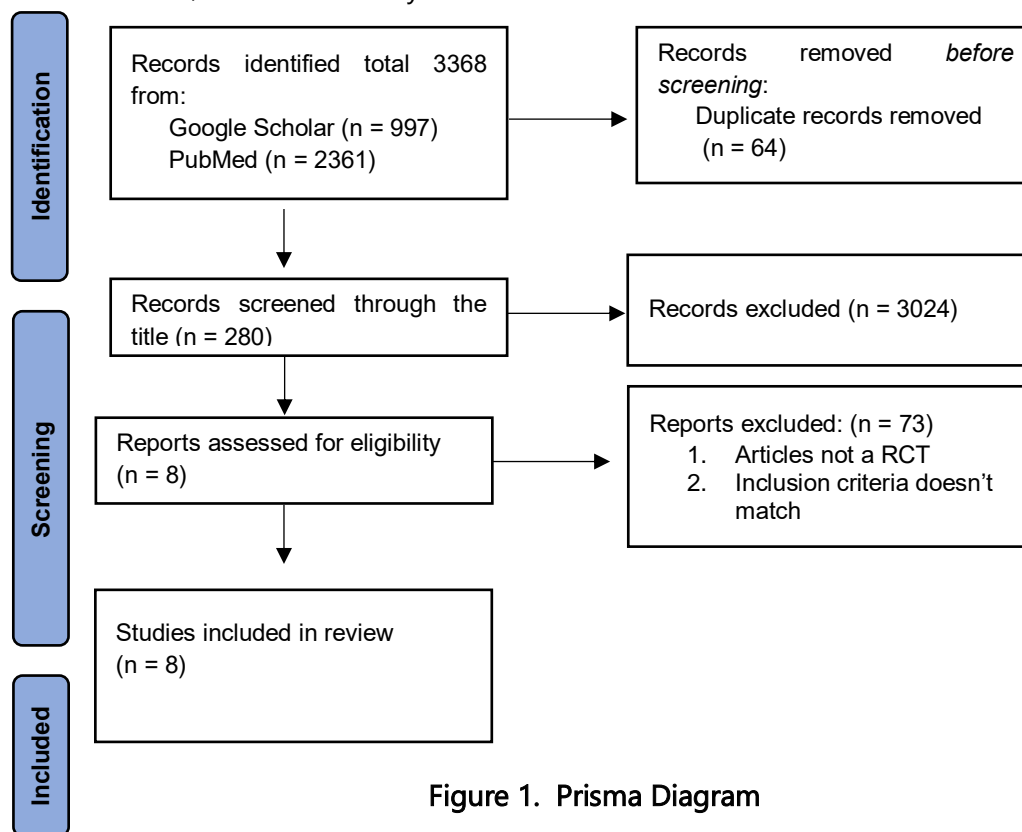 Identification
Records identified total 3368
from:
Google Scholar (n = 997)
PubMed (n = 2361)
Records removed before
screening:
Duplicate records removed
(n = 64)
Screening
Records screened through the
title (n = 280)
Records excluded (n = 3024)
Reports assessed for eligibility
(n = 8)
Reports excluded: (n = 73)
1. Articles not a RCT
2. Inclusion criteria doesn’t
match
Included
Studies included in review
(n = 8)
Figure 1. Prisma Diagram